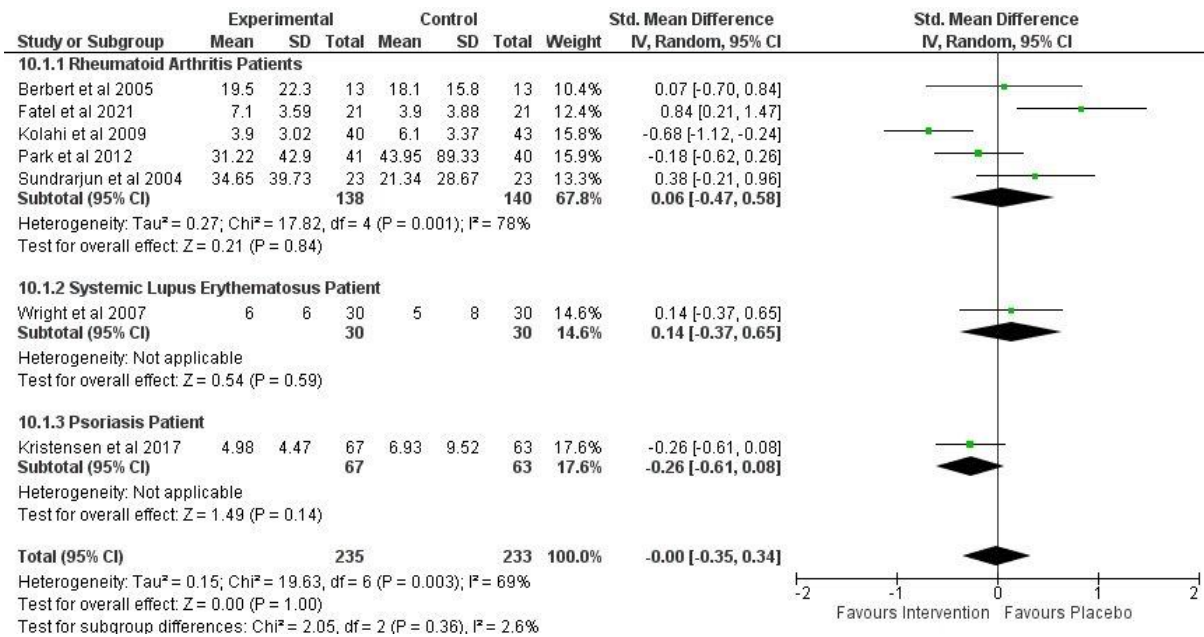 Experimental Control Std. Mean Difference Std. Mean Difference
Study or Subgroup Mean SD Total Mean SD Total Weight IV, Random, 95% CI IV, Random, 95% CI
10.1.1 Rheumatoid Arthritis Patients
Berbert et al 2005 19.5 22.3 13 18.1 15.8 13 10.4% 0.07 [-0.70, 0.84]
Fatel et al 2021 7.1 3.59 21 3.9 3.88 21 12.4% 0.84 [0.21, 1.47]
Kolahi et al 2009 3.9 3.02 40 6.1 3.37 43 15.8% -0.68 [-1.12, -0.24]
Park et al 2012 31.22 42.9 41 43.95 89.33 40 15.9% -0.18 [-0.62, 0.26]
Sundrarjun et al 2004 34.65 39.73 23 21.34 28.67 23 13.3% 0.38 [-0.21, 0.96]
Subtotal (95% CI) 138 140 67.8% 0.06 [-0.47, 0.58]
Heterogeneity: Tau² = 0.27; Chi² = 17.82, df = 4 (P = 0.001); I² = 78%
Test for overall effect: Z = 0.21 (P = 0.84)
10.1.2 Systemic Lupus Erythematosus Patient
Wright et al 2007 6 6 30 5 8 30 14.6% 0.14 [-0.37, 0.65]
Subtotal (95% CI) 30 30 14.6% 0.14 [-0.37, 0.65]
Heterogeneity: Not applicable
Test for overall effect: Z = 0.54 (P = 0.59)
10.1.3 Psoriasis Patient
Kristensen et al 2017 4.98 4.47 67 6.93 9.52 63 17.6% -0.26 [-0.61, 0.08]
Subtotal (95% CI) 67 63 17.6% -0.26 [-0.61, 0.08]
Heterogeneity: Not applicable
Test for overall effect: Z = 1.49 (P = 0.14)
Total (95% CI) 235 233 100.0% -0.00 [-0.35, 0.34]
Heterogeneity: Tau² = 0.15; Chi² = 19.63, df = 6 (P = 0.003); I² = 69%
Test for overall effect: Z = 0.00 (P = 1.00)
Test for subgroup differences: Chi² = 2.05, df = 2 (P = 0.36), I² = 2.6%
-2 -1 0 1 2
Favours Intervention Favours Placebo